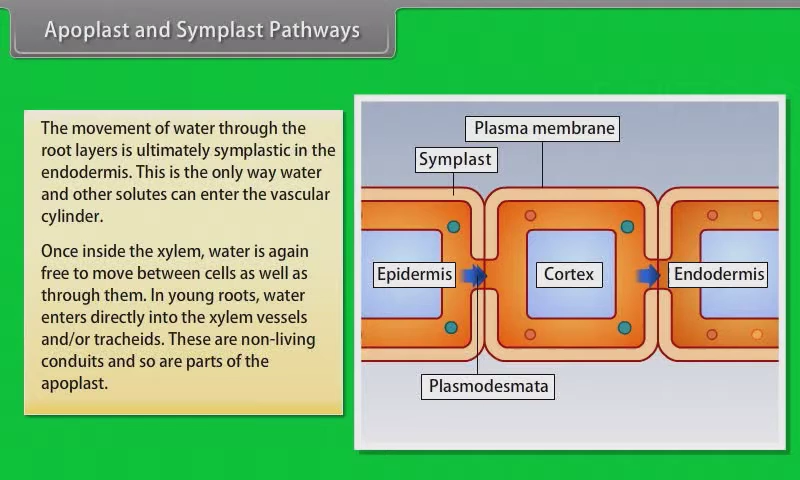 Apoplast and Symplast Pathways
The movement of water through the
root layers is ultimately symplastic in the
endodermis. This is the only way water
and other solutes can enter the vascular
cylinder.
Once inside the xylem, water is again
free to move between cells as well as
through them. In young roots, water
enters directly into the xylem vessels
and/or tracheids. These are non-living
conduits and so are parts of the
apoplast.
Plasma membrane
Symplast
Epidermis
Cortex
Endodermis
Plasmodesmata